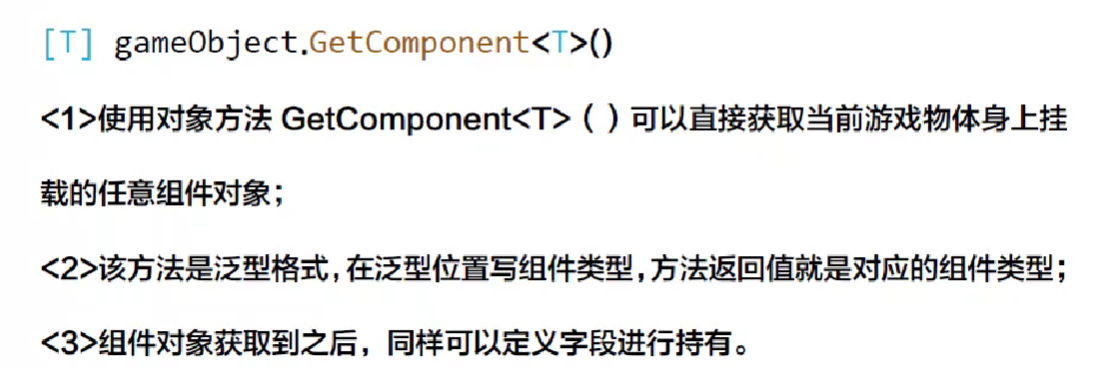 [T] gameObject.GetComponent<T>()
<1>使用对象方法 GetComponent<T>（）可以直接获取当前游戏物体身上挂
载的任意组件对象；
<2>该方法是泛型格式，在泛型位置写组件类型，方法返回值就是对应的组件类型；
<3>组件对象获取到之后，同样可以定义字段进行持有。